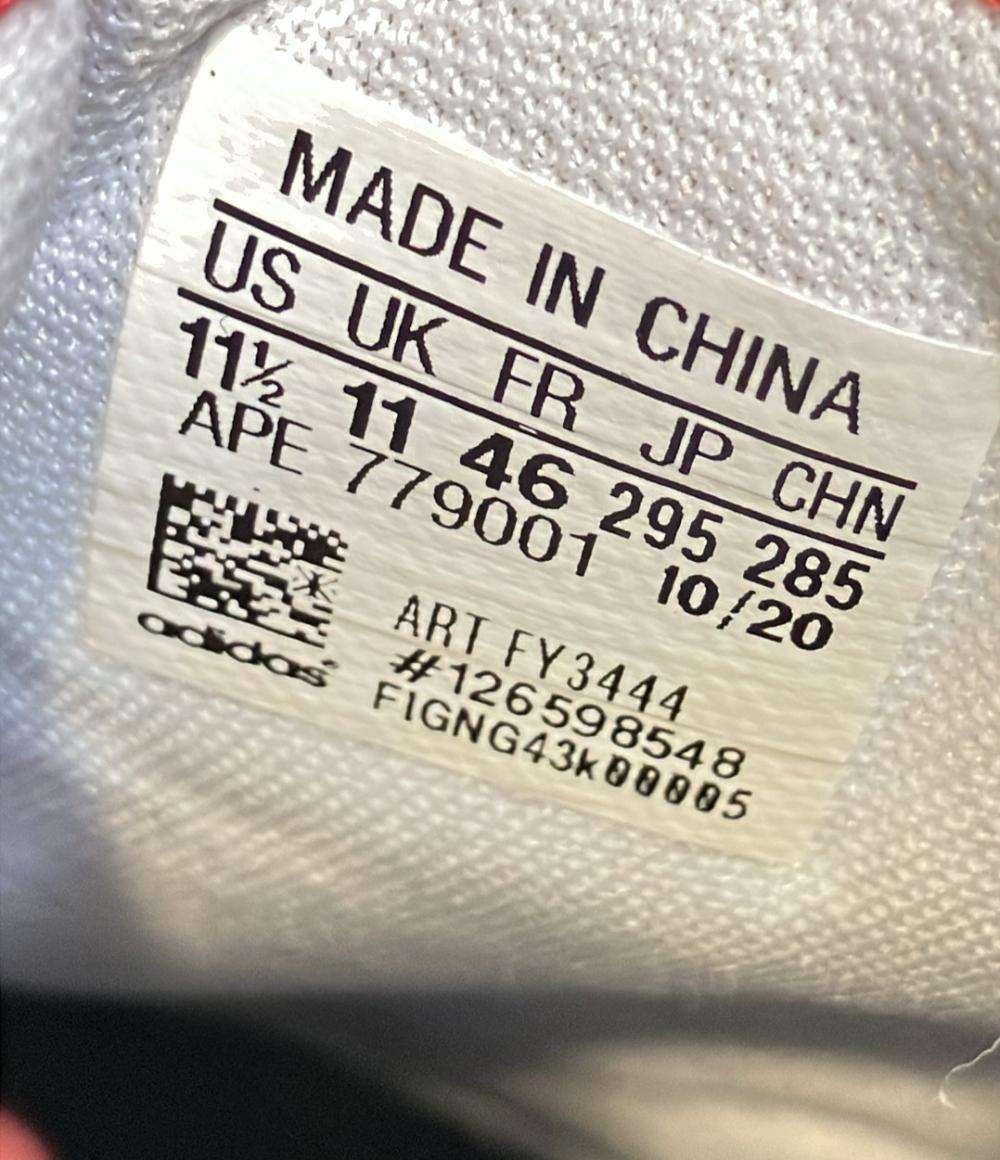 MADE IN CHINA
US UK FR JP CHN
11½ 11 46 295 285
APE 779001 10/20
ART FY3444
#126598548
F1GNG43k00005
adidas